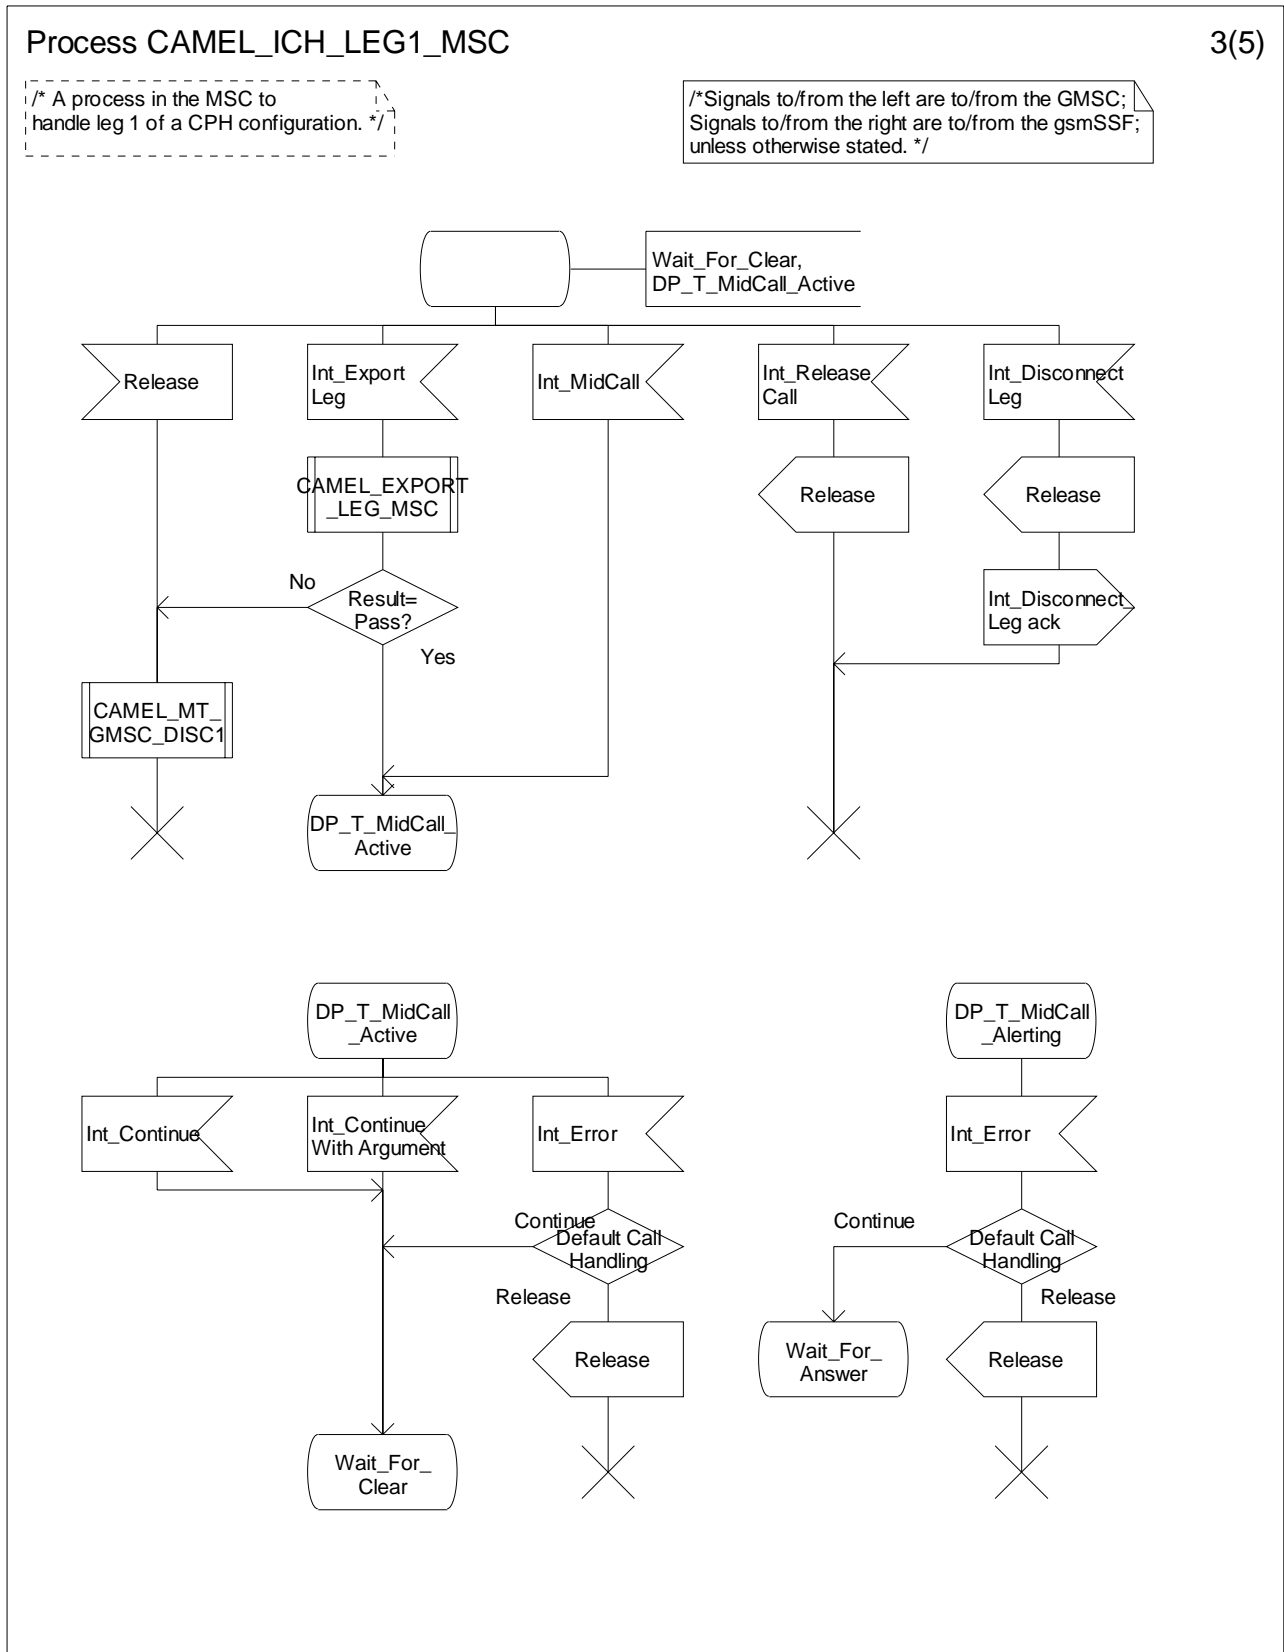 Process CAMEL_ICH_LEG1_MSC
3(5)
/* A process in the MSC to
handle leg 1 of a CPH configuration. */
/*Signals to/from the left are to/from the GMSC;
Signals to/from the right are to/from the gsmSSF;
unless otherwise stated. */
Wait_For_Clear,
DP_T_MidCall_Active
Release
Int_Export
Leg
Int_MidCall
Int_Release
Call
Int_Disconnect
Leg
CAMEL_EXPORT
_LEG_MSC
Release
Release
No
Result=
Pass?
Yes
Int_Disconnect_
Leg ack
CAMEL_MT_
GMSC_DISC1
DP_T_MidCall_
Active
DP_T_MidCall
_Active
DP_T_MidCall
_Alerting
Int_Continue
Int_Continue
With Argument
Int_Error
Int_Error
Continue
Default Call
Handling
Release
Continue
Default Call
Handling
Release
Release
Wait_For_
Answer
Release
Wait_For_
Clear